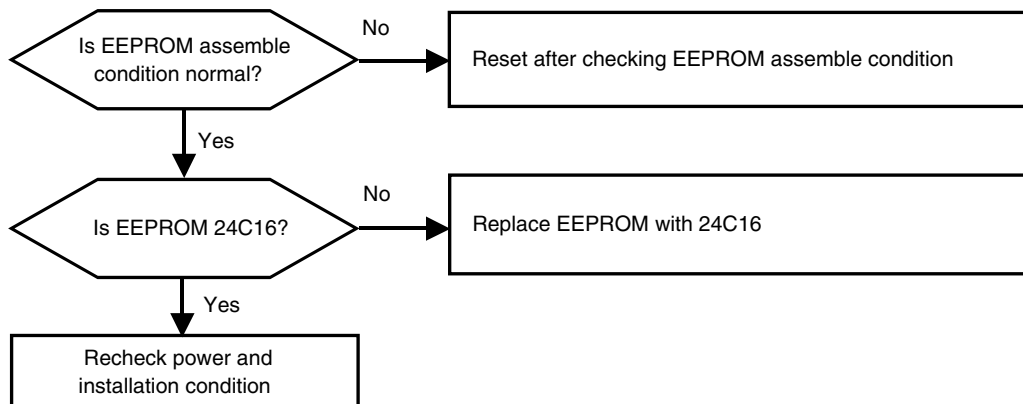 Is EEPROM assemble
condition normal?
No
Reset after checking EEPROM assemble condition
Yes
Is EEPROM 24C16?
No
Replace EEPROM with 24C16
Yes
Recheck power and
installation condition